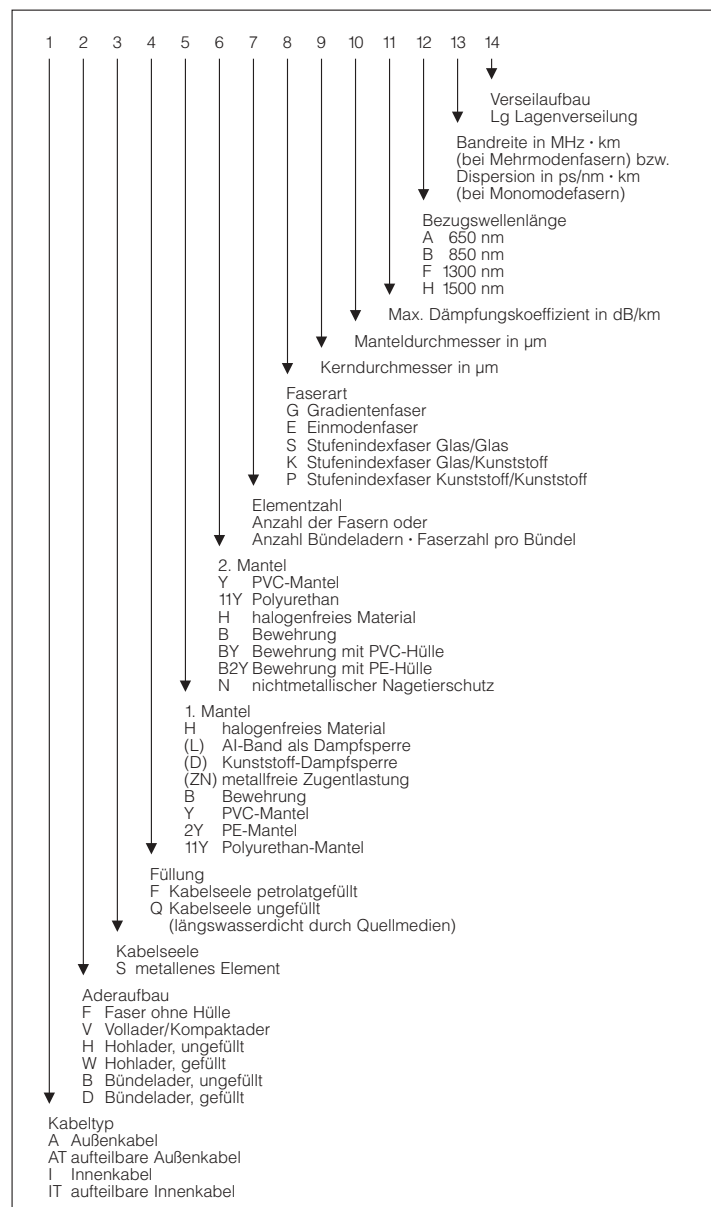 1 2 3 4 5 6 7 8 9 10 11 12 13 14
Verseilaufbau
Lg Lagenverseilung
Bandreite in MHz · km
(bei Mehrmodenfasern) bzw.
Dispersion in ps/nm · km
(bei Monomodefasern)
Bezugswellenlänge
A 650 nm
B 850 nm
F 1300 nm
H 1500 nm
Max. Dämpfungskoeffizient in dB/km
Manteldurchmesser in µm
Kerndurchmesser in µm
Faserart
G Gradientenfaser
E Einmodenfaser
S Stufenindexfaser Glas/Glas
K Stufenindexfaser Glas/Kunststoff
P Stufenindexfaser Kunststoff/Kunststoff
Elementzahl
Anzahl der Fasern oder
Anzahl Bündeladern · Faserzahl pro Bündel
2. Mantel
Y PVC-Mantel
11Y Polyurethan
H halogenfreies Material
B Bewehrung
BY Bewehrung mit PVC-Hülle
B2Y Bewehrung mit PE-Hülle
N nichtmetallischer Nagetierschutz
1. Mantel
H halogenfreies Material
(L) Al-Band als Dampfsperre
(D) Kunststoff-Dampfsperre
(ZN) metallfreie Zugentlastung
B Bewehrung
Y PVC-Mantel
2Y PE-Mantel
11Y Polyurethan-Mantel
Füllung
F Kabelseele petrolatgefüllt
Q Kabelseele ungefüllt
(längswasserdicht durch Quellmedien)
Kabelseele
S metallenes Element
Aderaufbau
F Faser ohne Hülle
V Vollader/Kompaktader
H Hohlader, ungefüllt
W Hohlader, gefüllt
B Bündelader, ungefüllt
D Bündelader, gefüllt
Kabeltyp
A Außenkabel
AT aufteilbare Außenkabel
I Innenkabel
IT aufteilbare Innenkabel